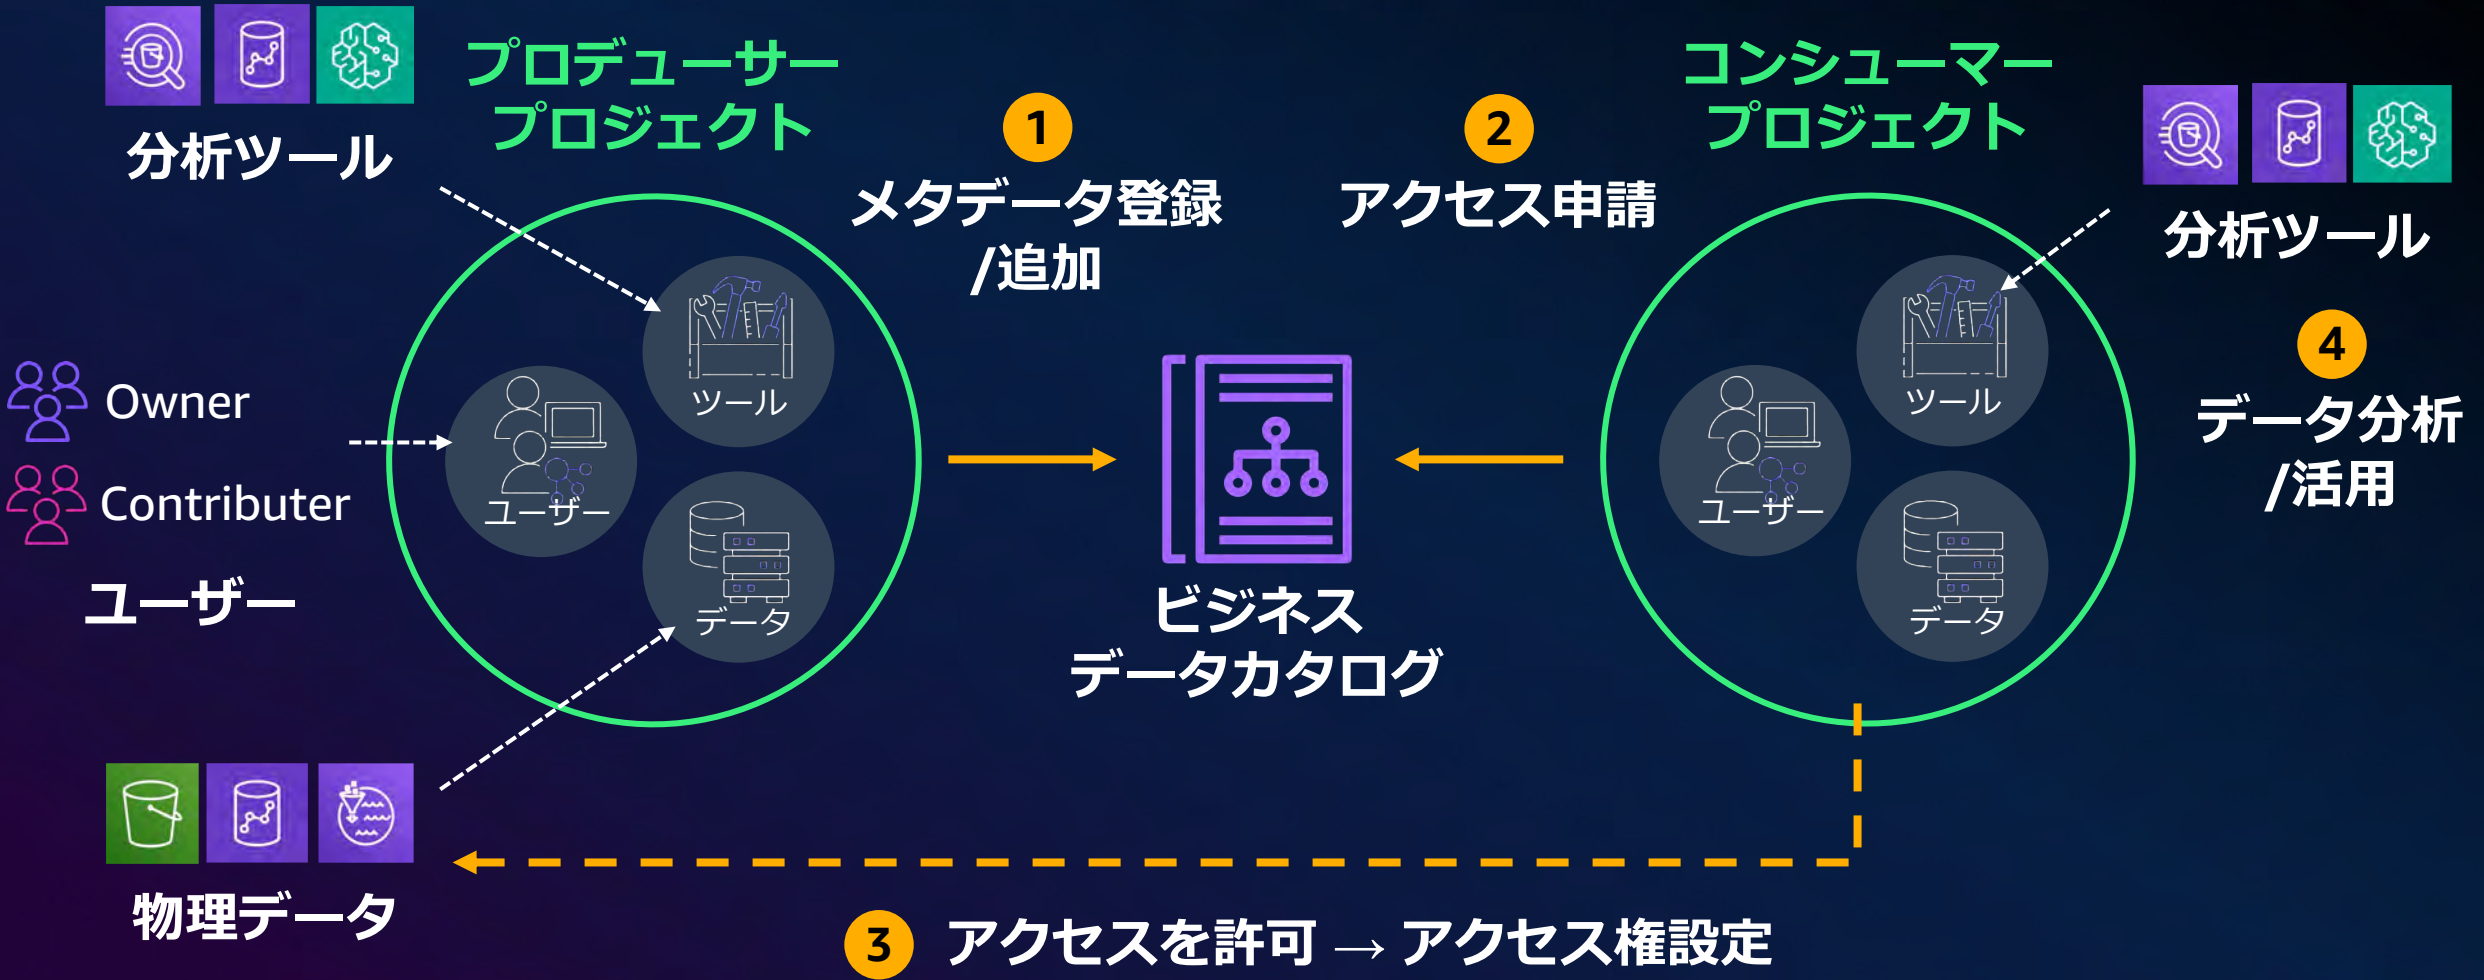 プロデューサー
プロジェクト
分析ツール
1
メタデータ登録
/追加
2
アクセス申請
コンシューマー
プロジェクト
分析ツール
Owner
Contributer
ユーザー
ツール
ユーザー
データ
ビジネス
データカタログ
ツール
ユーザー
データ
4
データ分析
/活用
物理データ
3 アクセスを許可 → アクセス権設定